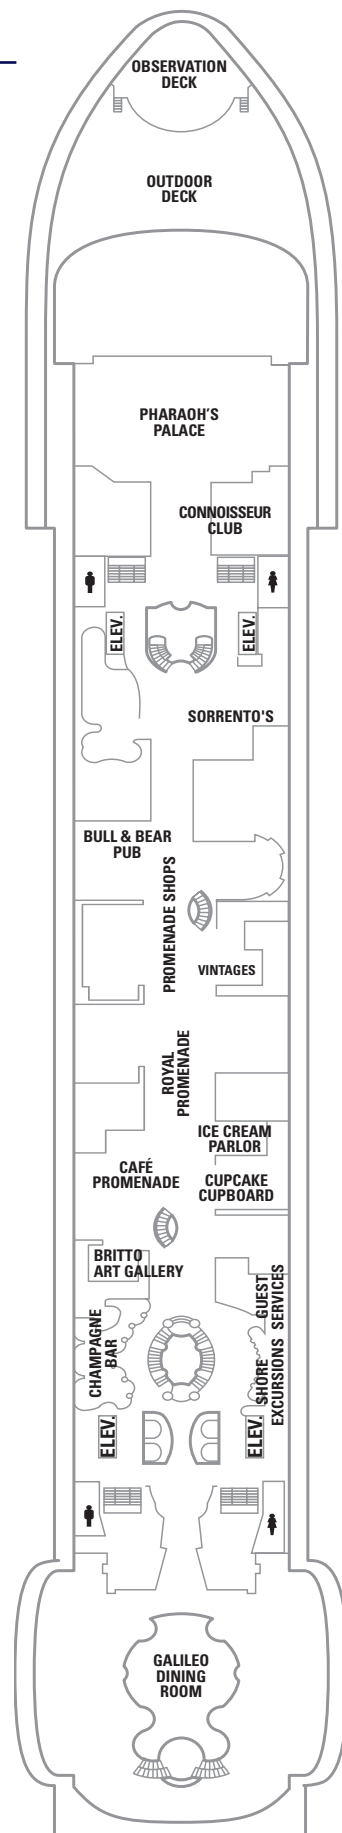 OBSERVATION
DECK
OUTDOOR
DECK
PHARAOH'S
PALACE
CONNOISSEUR
CLUB
ELEV.
ELEV.
SORRENTO'S
BULL & BEAR
PUB
PROMENADE SHOPS
VINTAGES
ROYAL
PROMENADE
ICE CREAM
PARLOR
CAFÉ
PROMENADE
CUPCAKE
CUPBOARD
BRITTO
ART GALLERY
GUEST
SERVICES
CHAMPAGNE
BAR
SHORE
EXCURSIONS
ELEV.
ELEV.
GALILEO
DINING
ROOM